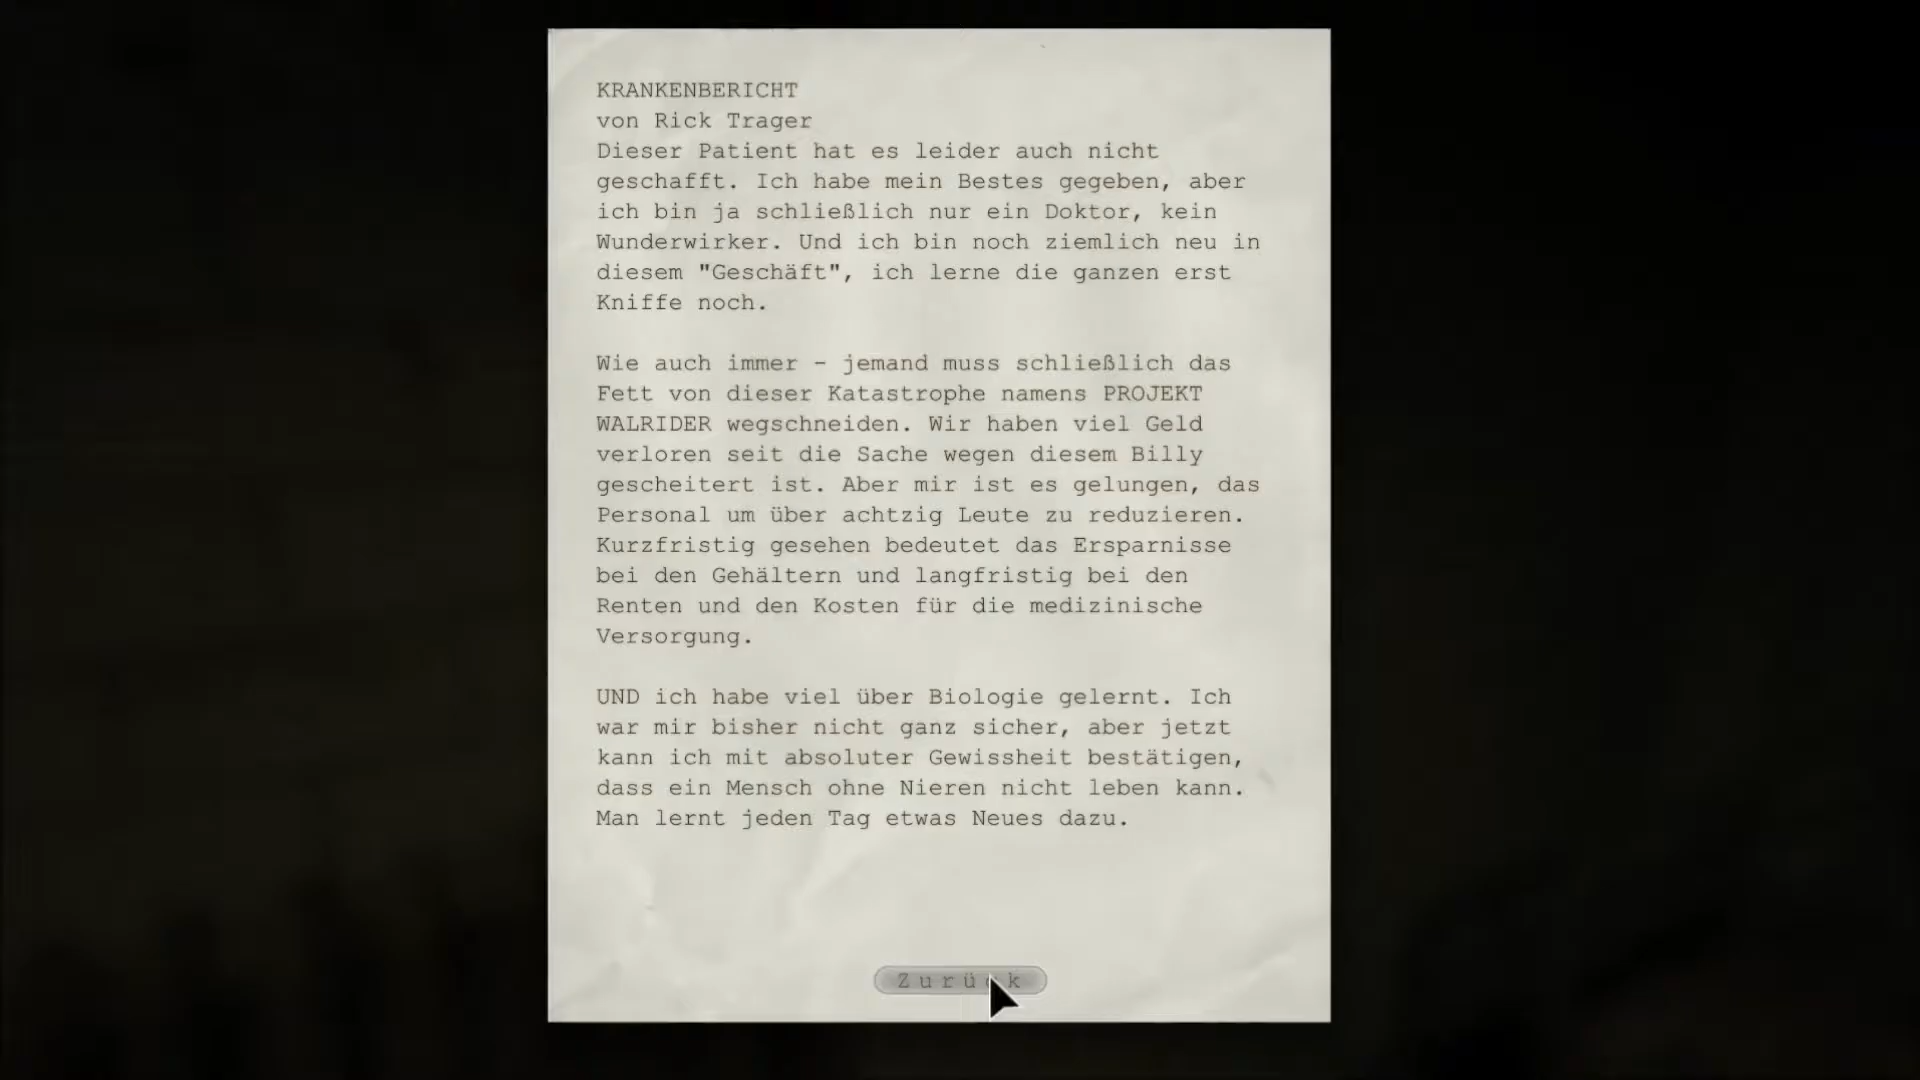 KRANKENBERICHT
von Rick Trager
Dieser Patient hat es leider auch nicht
geschafft. Ich habe mein Bestes gegeben, aber
ich bin ja schließlich nur ein Doktor, kein
Wunderwirker. Und ich bin noch ziemlich neu in
diesem "Geschäft", ich lerne die ganzen erst
Kniffe noch.
Wie auch immer – jemand muss schließlich das
Fett von dieser Katastrophe namens PROJEKT
WALRIDER wegschneiden. Wir haben viel Geld
verloren seit die Sache wegen diesem Billy
gescheitert ist. Aber mir ist es gelungen, das
Personal um über achtzig Leute zu reduzieren.
Kurzfristig gesehen bedeutet das Ersparnisse
bei den Gehältern und langfristig bei den
Renten und den Kosten für die medizinische
Versorgung.
UND ich habe viel über Biologie gelernt. Ich
war mir bisher nicht ganz sicher, aber jetzt
kann ich mit absoluter Gewissheit bestätigen,
dass ein Mensch ohne Nieren nicht leben kann.
Man lernt jeden Tag etwas Neues dazu.
Zurück